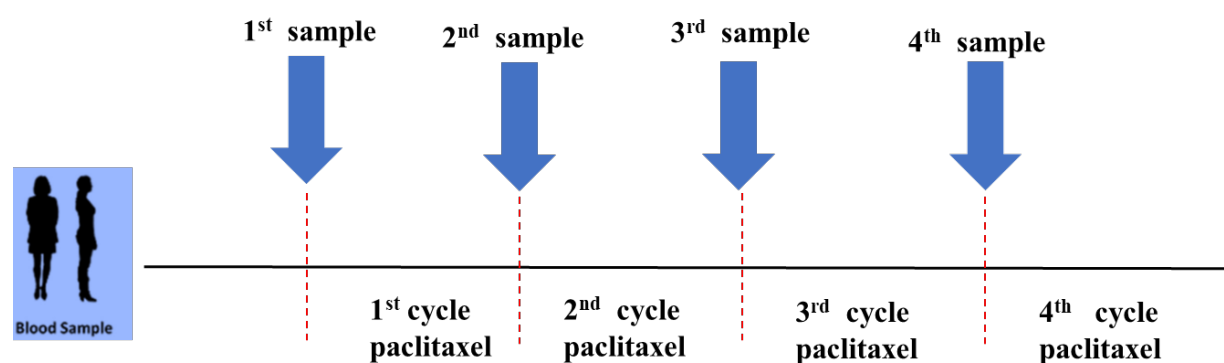 1st sample
2nd sample
3rd sample
4th sample
Blood Sample
1st cycle
paclitaxel
2nd cycle
paclitaxel
3rd cycle
paclitaxel
4th cycle
paclitaxel